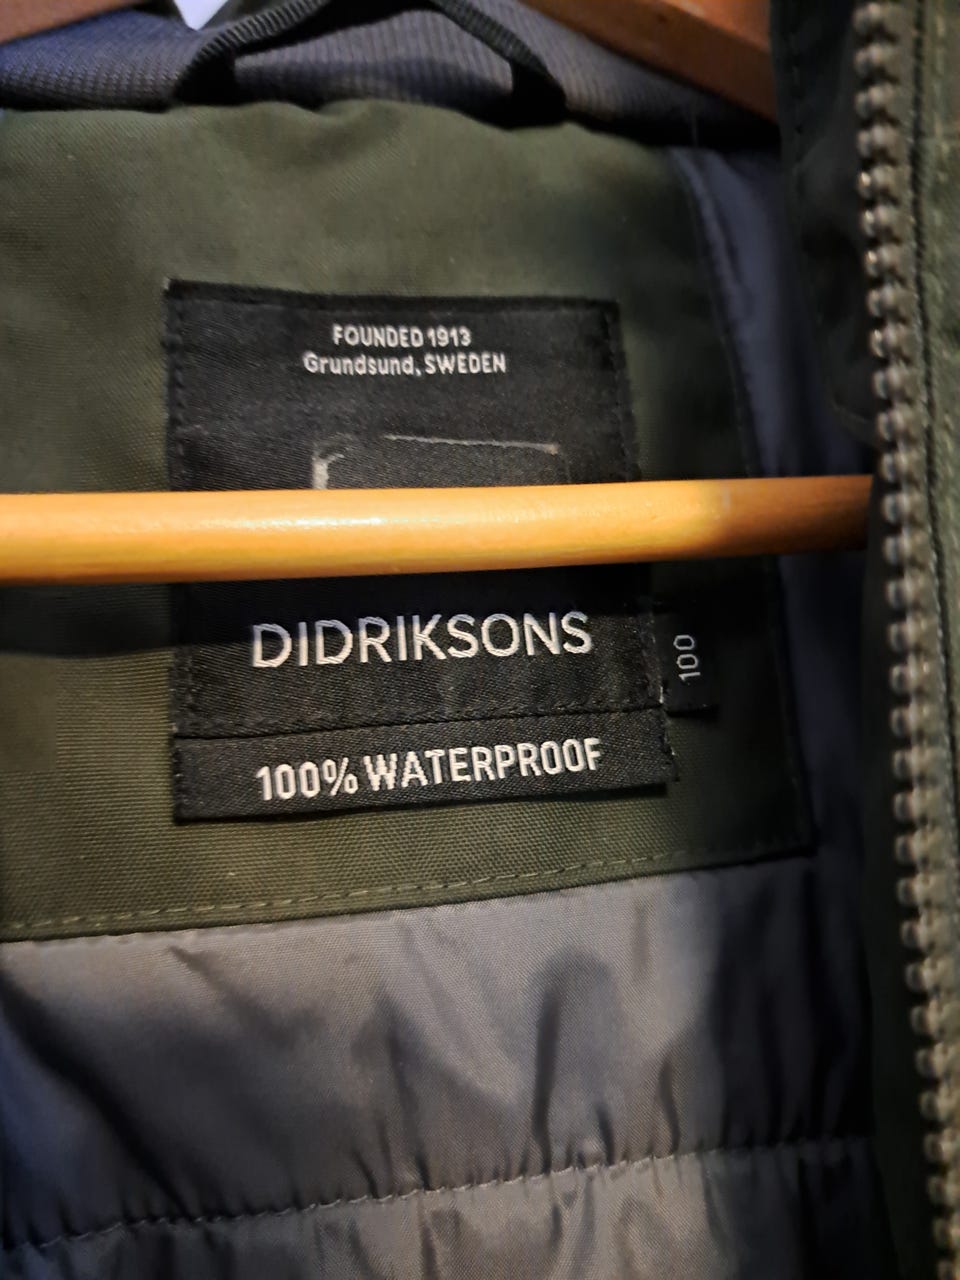 FOUNDED 1913
Grundsund, SWEDEN
DIDRIKSONS
100
100% WATERPROOF